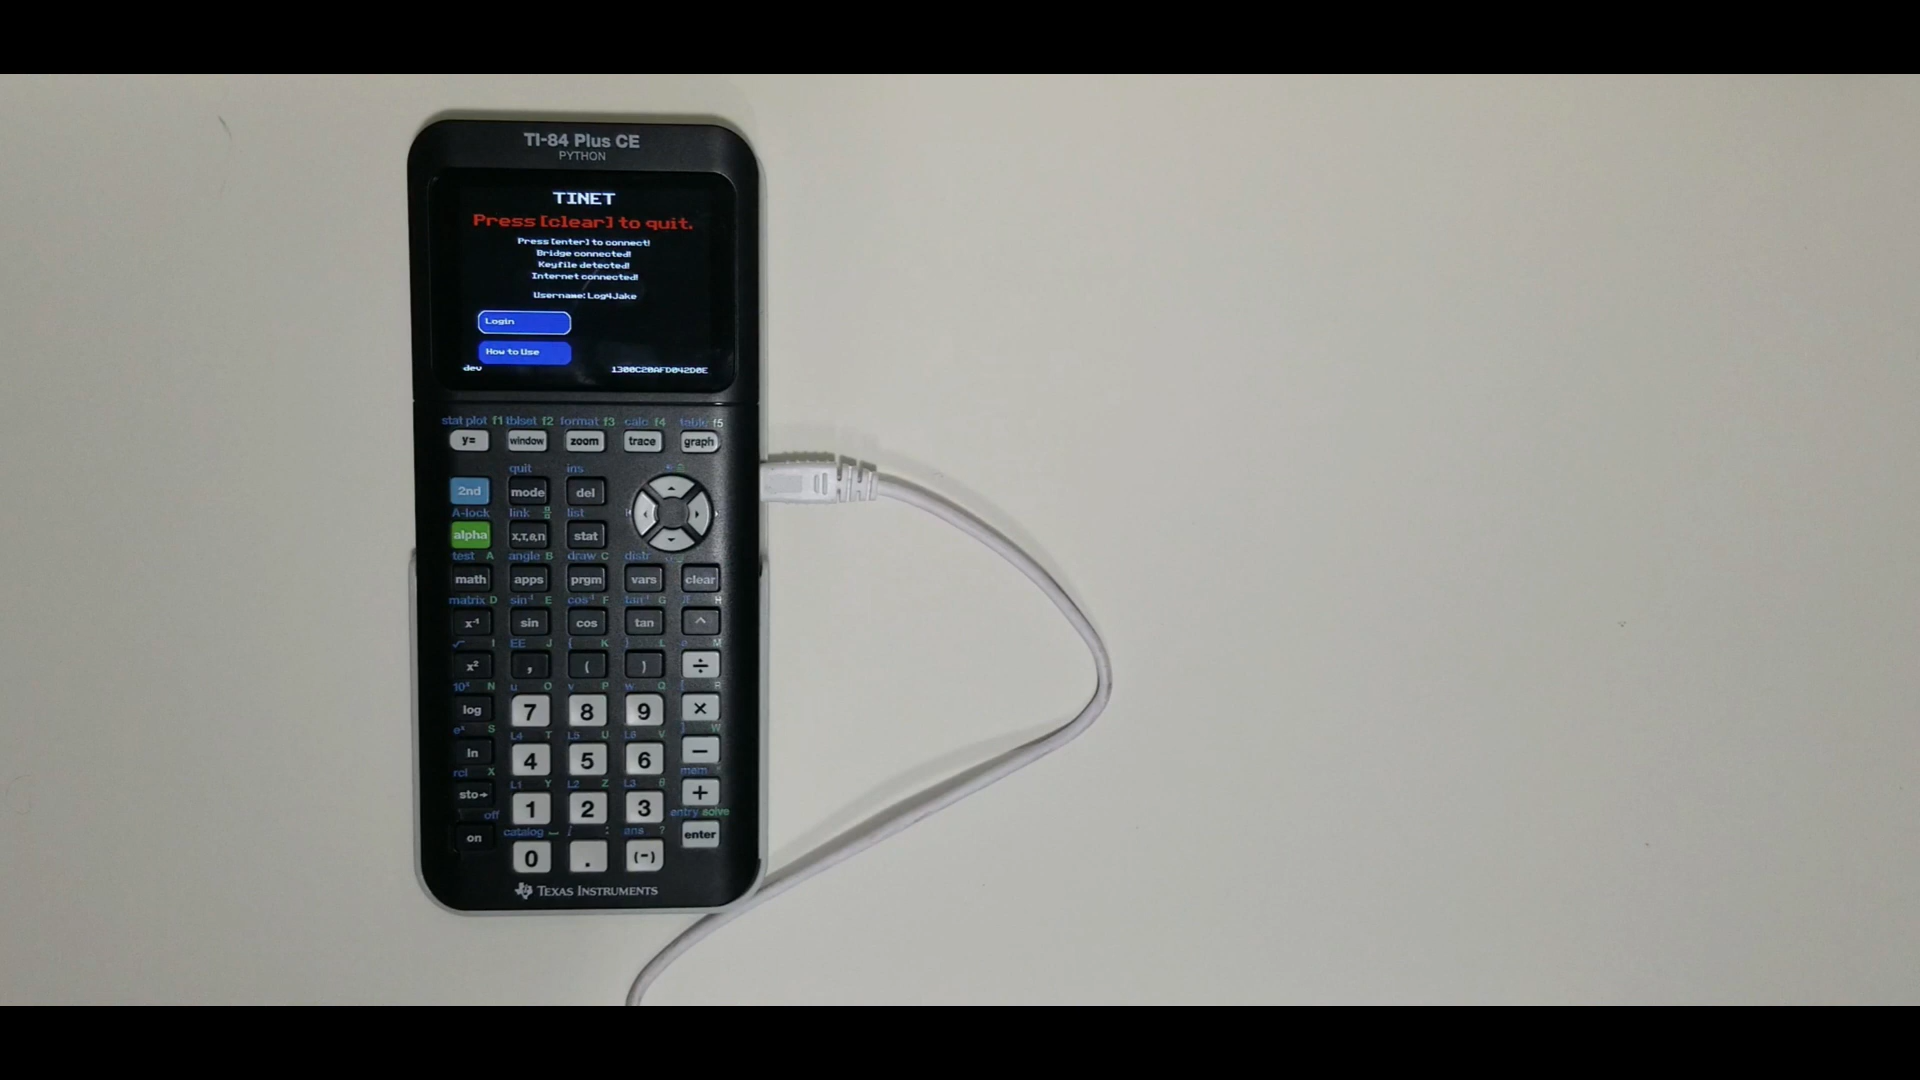 TI-84 Plus CE
PYTHON
TINET
Press [clear] to quit.
Press [enter] to connect!
Bridge connected!
Keyfile detected!
Internet connected!
Username: Log4Jake
Login
How to Use
dev 1300C20AFD042D0E
stat plot f1 tblset f2 format f3 calc f4 table f5
y= window zoom trace graph
quit ins
2nd mode del
A-lock link list
alpha x,T,θ,n stat
test A angle B draw C distr
math apps prgm vars clear
matrix D sin⁻¹ E cos⁻¹ F tan⁻¹ G H
x⁻¹ sin cos tan ^
√ I EE J { K } L e M
x² , ( ) ÷
10ˣ N u O v P w Q [ R
log 7 8 9 ×
eˣ S L4 T L5 U L6 V ] W
ln 4 5 6 −
rcl X L1 Y L2 Z L3 θ mem "
sto→ 1 2 3 +
off catalog i : ans ? entry solve
on 0 . (-) enter
TEXAS INSTRUMENTS